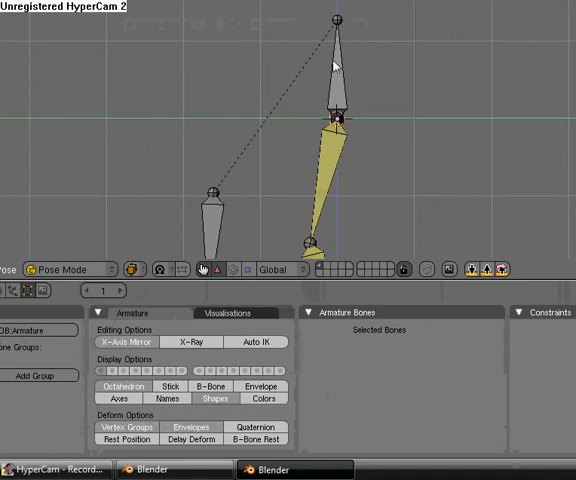 Unregistered HyperCam 2
Pose Mode
Global
1
Armature
Visualisations
Armature Bones
Constraints
OB:Armature
Editing Options
Selected Bones
X-Axis Mirror
X-Ray
Auto IK
one Groups:
Display Options
Add Group
Octahedron
Stick
B-Bone
Envelope
Axes
Names
Shapes
Colors
Deform Options
Vertex Groups
Envelopes
Quaternion
Rest Position
Delay Deform
B-Bone Rest
HyperCam - Record...
Blender
Blender